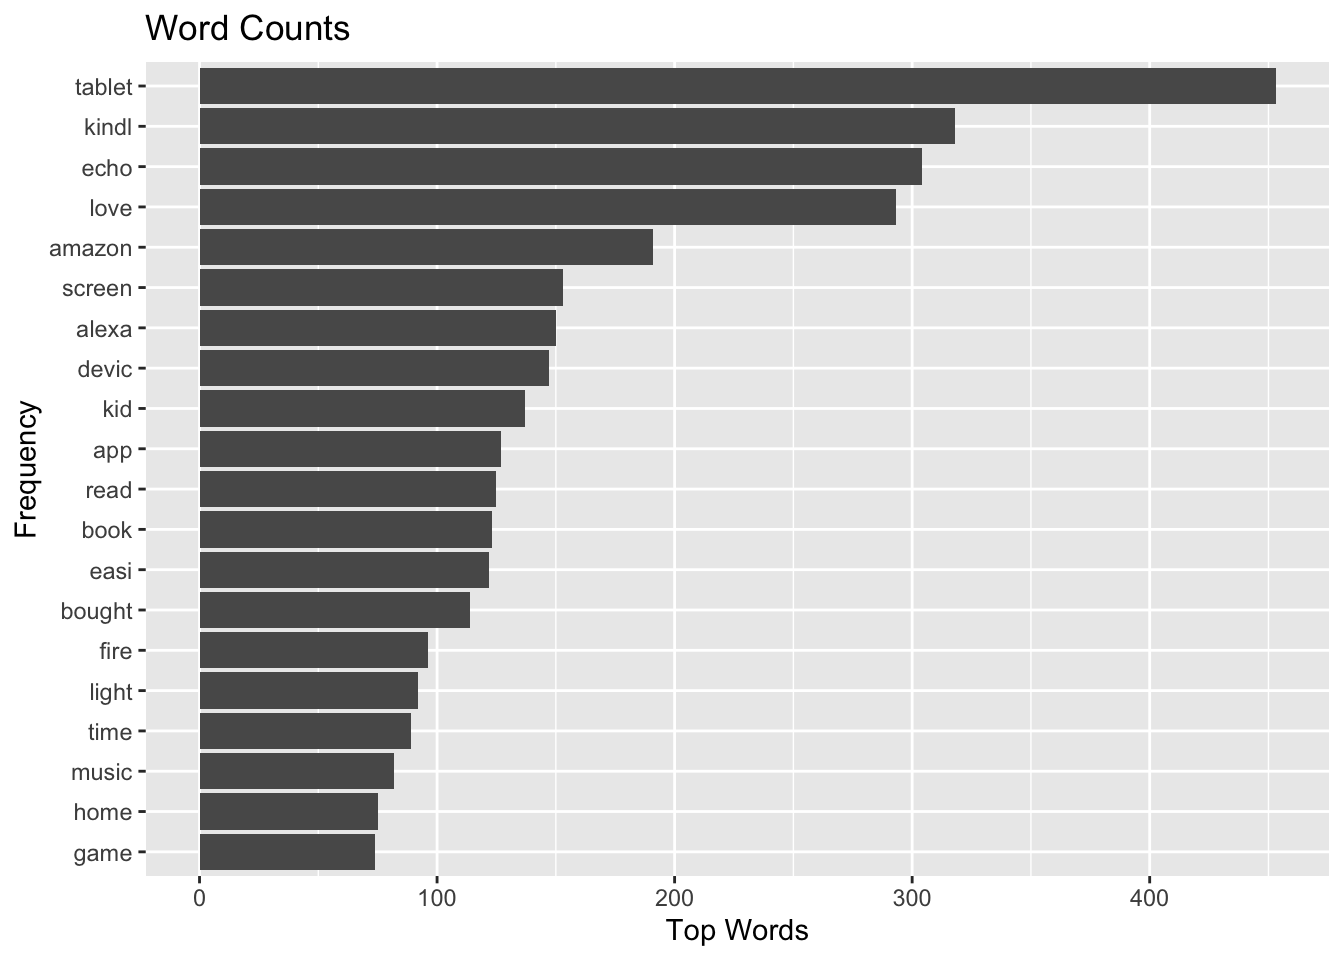 Word Counts
tablet
kindl
echo
love
amazon
screen
alexa
devic
kid
app
read
book
easi
bought
fire
light
time
music
home
game
Frequency
0 100 200 300 400
Top Words